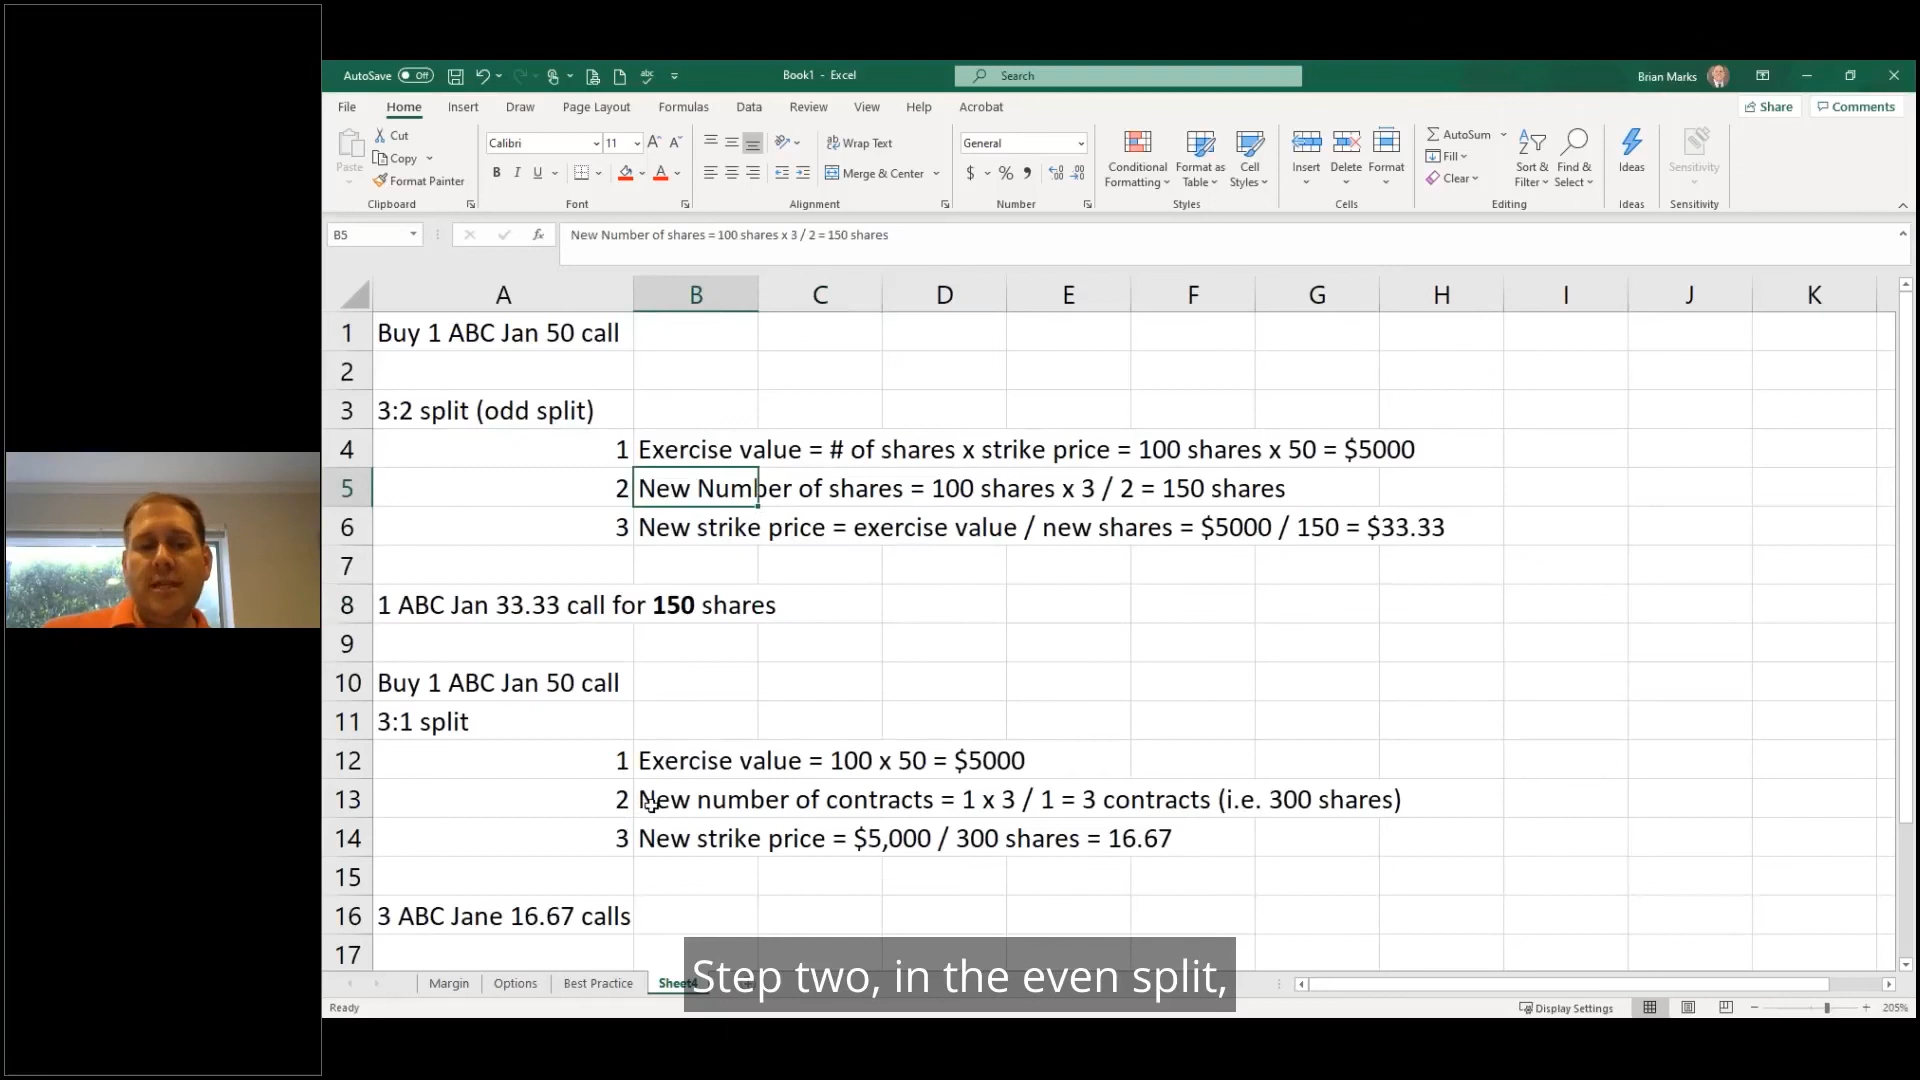 AutoSave Off
Book1 - Excel
Search
Brian Marks
File Home Insert Draw Page Layout Formulas Data Review View Help Acrobat
Share Comments
Paste
Cut
Copy
Format Painter
Clipboard
Calibri 11
B I U
Font
Wrap Text
Merge & Center
Alignment
General
$ % ,
Number
Conditional Formatting
Format as Table
Cell Styles
Styles
Insert Delete Format
Cells
AutoSum
Fill
Clear
Sort & Filter
Find & Select
Editing
Ideas
Ideas
Sensitivity
Sensitivity
B5
fx
New Number of shares = 100 shares x 3 / 2 = 150 shares
A B C D E F G H I J K
1 Buy 1 ABC Jan 50 call
2
3 3:2 split (odd split)
4 1 Exercise value = # of shares x strike price = 100 shares x 50 = $5000
5 2 New Number of shares = 100 shares x 3 / 2 = 150 shares
6 3 New strike price = exercise value / new shares = $5000 / 150 = $33.33
7
8 1 ABC Jan 33.33 call for 150 shares
9
10 Buy 1 ABC Jan 50 call
11 3:1 split
12 1 Exercise value = 100 x 50 = $5000
13 2 New number of contracts = 1 x 3 / 1 = 3 contracts (i.e. 300 shares)
14 3 New strike price = $5,000 / 300 shares = 16.67
15
16 3 ABC Jane 16.67 calls
17
Margin Options Best Practice Sheet4
Step two, in the even split,
Ready
Display Settings
205%